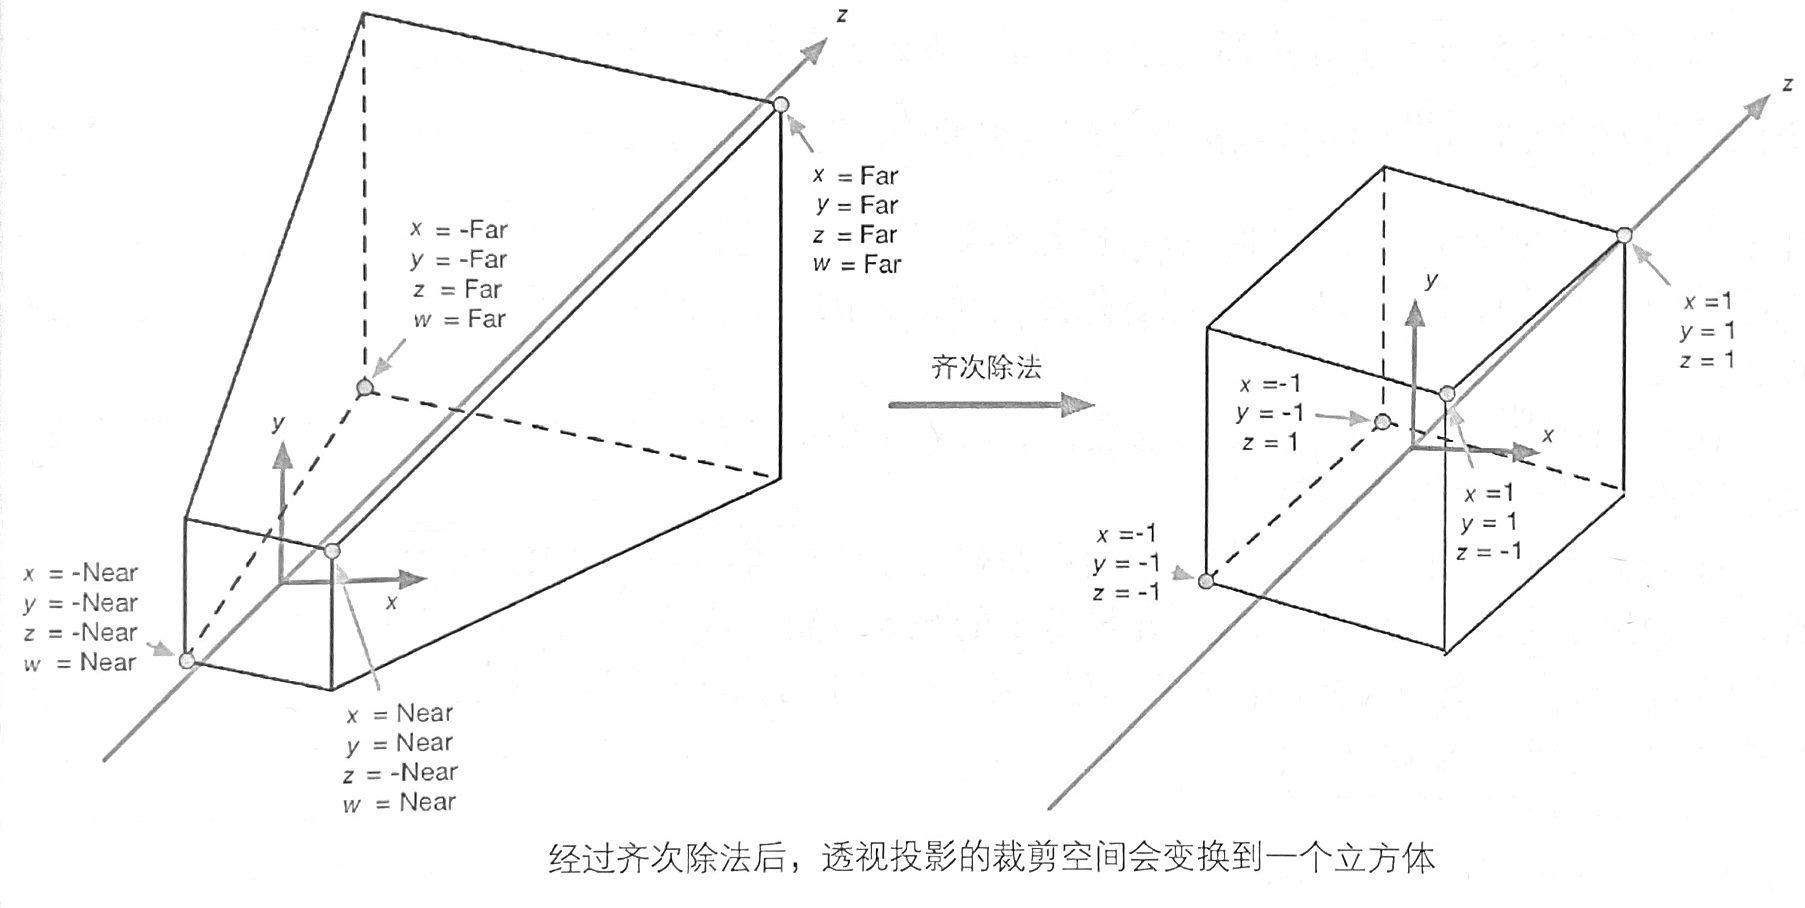 z
x = Far
y = Far
z = Far
w = Far
x = -Far
y = -Far
z = Far
w = Far
y
x
x = -Near
y = -Near
z = -Near
w = Near
x = Near
y = Near
z = -Near
w = Near
齐次除法
z
x =1
y = 1
z = 1
y
x
x =-1
y = -1
z = 1
x =1
y = 1
z = -1
x =-1
y = -1
z = -1
经过齐次除法后，透视投影的裁剪空间会变换到一个立方体